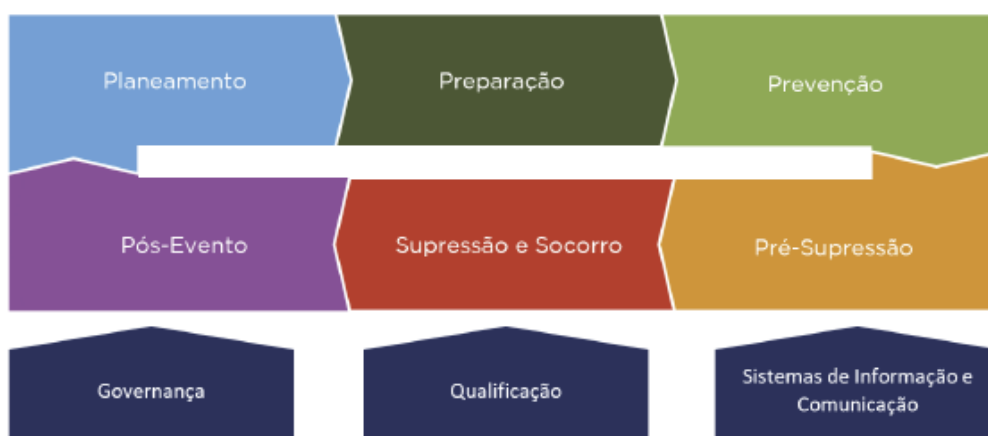 Planeamento
Preparação
Prevenção
Pós-Evento
Supressão e Socorro
Pré-Supressão
Governança
Qualificação
Sistemas de Informação e
Comunicação